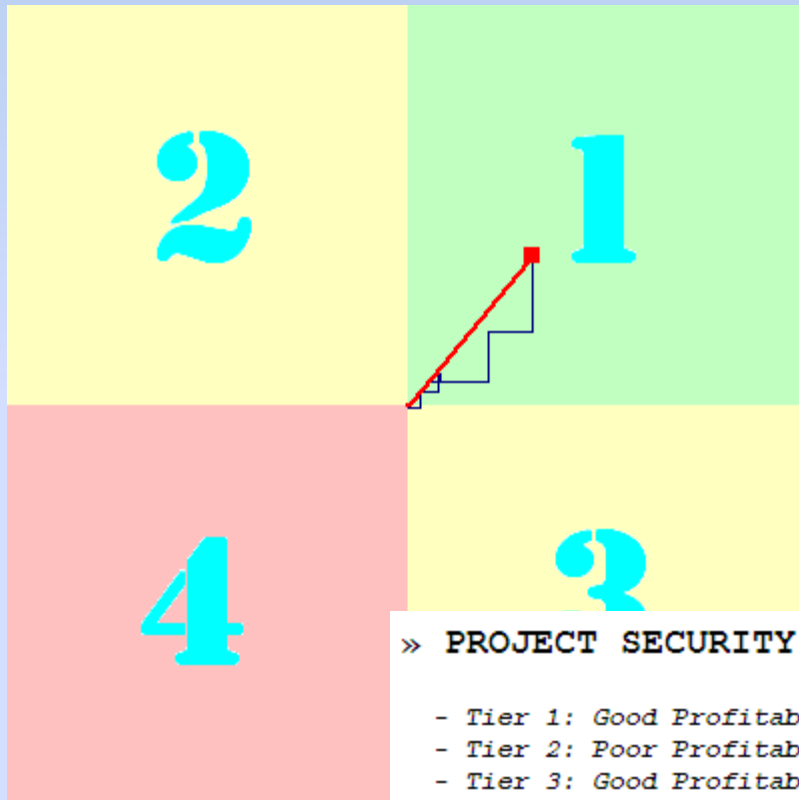 2 1
4 3
» PROJECT SECURITY
- Tier 1: Good
- Tier 2: Poor
- Tier 3: Good